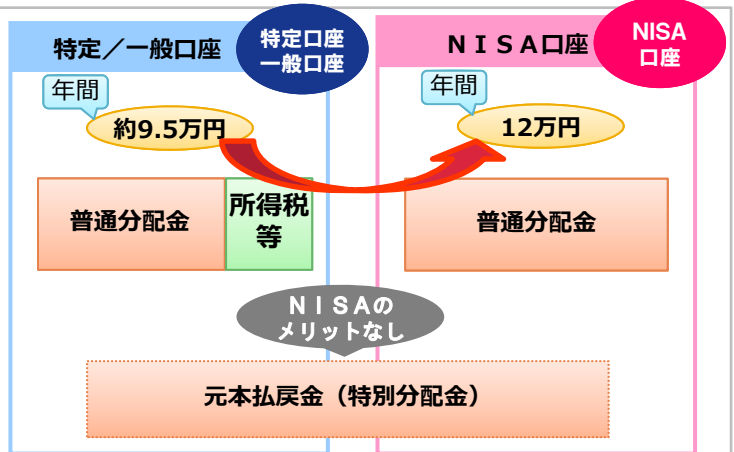 特定／一般口座
特定口座
一般口座
ＮＩＳＡ口座
NISA
口座
年間
約9.5万円
年間
12万円
普通分配金
所得税
等
普通分配金
ＮＩＳＡの
メリットなし
元本払戻金（特別分配金）